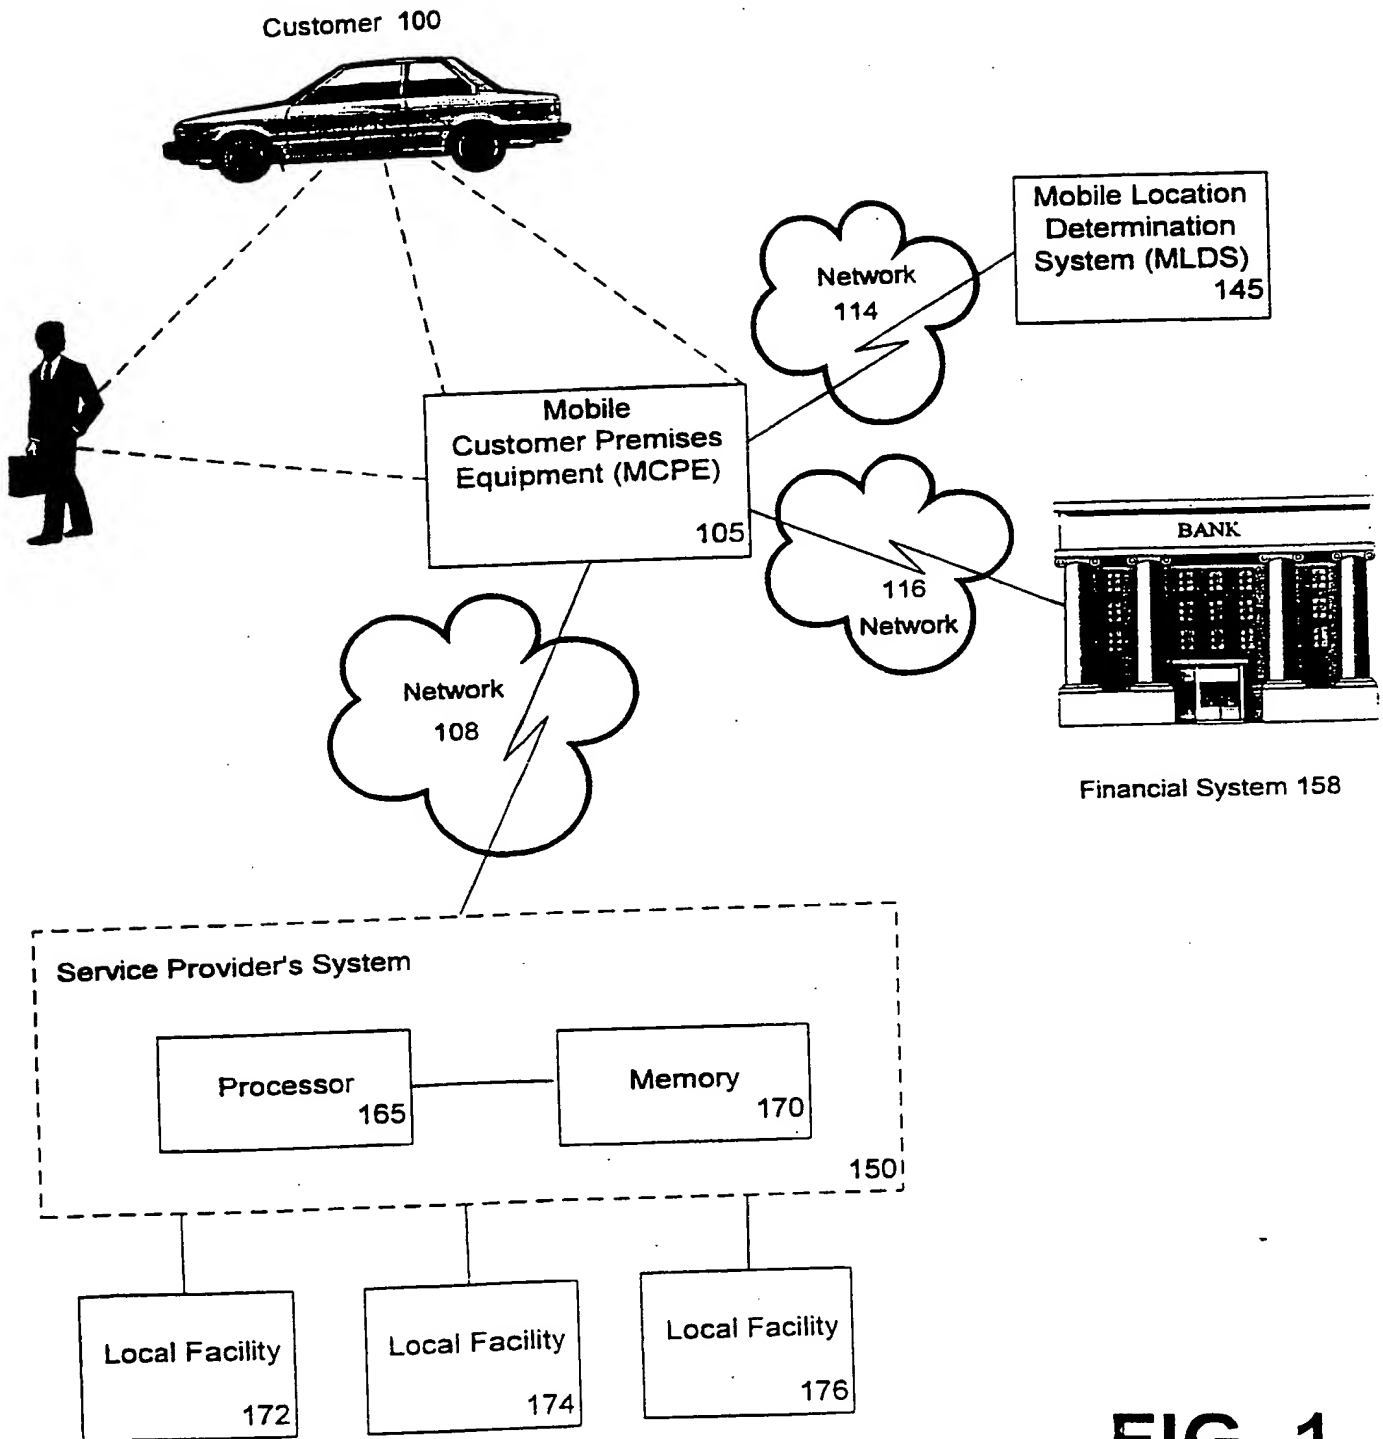 Customer 100
Mobile Location
Determination
System (MLDS)
145
Network
114
Mobile
Customer Premises
Equipment (MCPE)
105
BANK
116
Network
Network
108
Financial System 158
Service Provider's System
Processor
165
Memory
170
150
Local Facility
172
Local Facility
174
Local Facility
176
FIG. 1